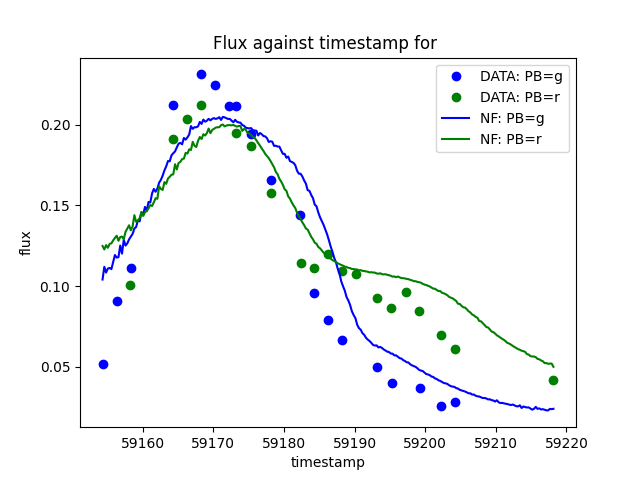 Flux against timestamp for
DATA: PB=g
DATA: PB=r
NF: PB=g
NF: PB=r
flux
0.20
0.15
0.10
0.05
59160 59170 59180 59190 59200 59210 59220
timestamp